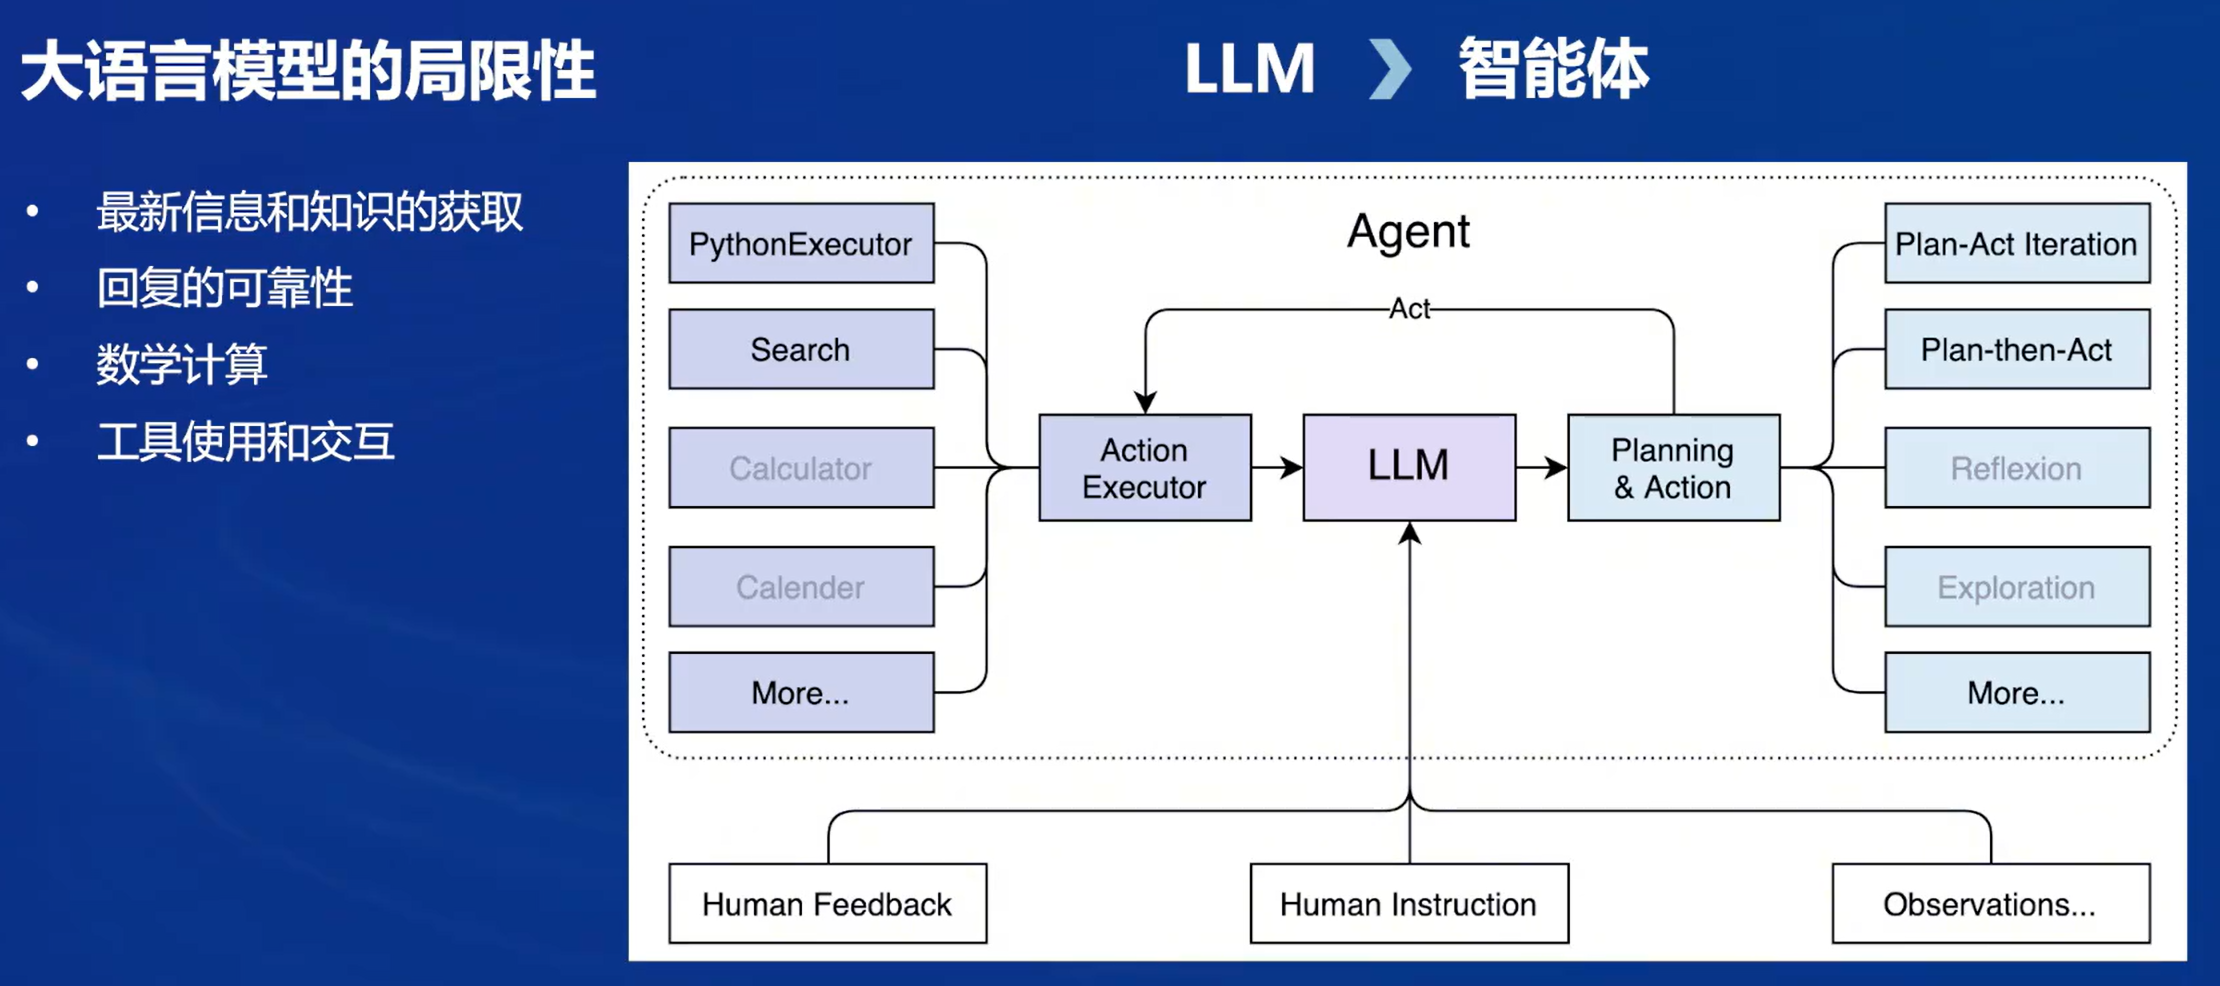 大语言模型的局限性
LLM 智能体
最新信息和知识的获取
回复的可靠性
数学计算
工具使用和交互
Agent
PythonExecutor
Search
Calculator
Calender
More...
Act
Action
Executor
LLM
Planning
& Action
Plan-Act Iteration
Plan-then-Act
Reflexion
Exploration
More...
Human Feedback
Human Instruction
Observations...